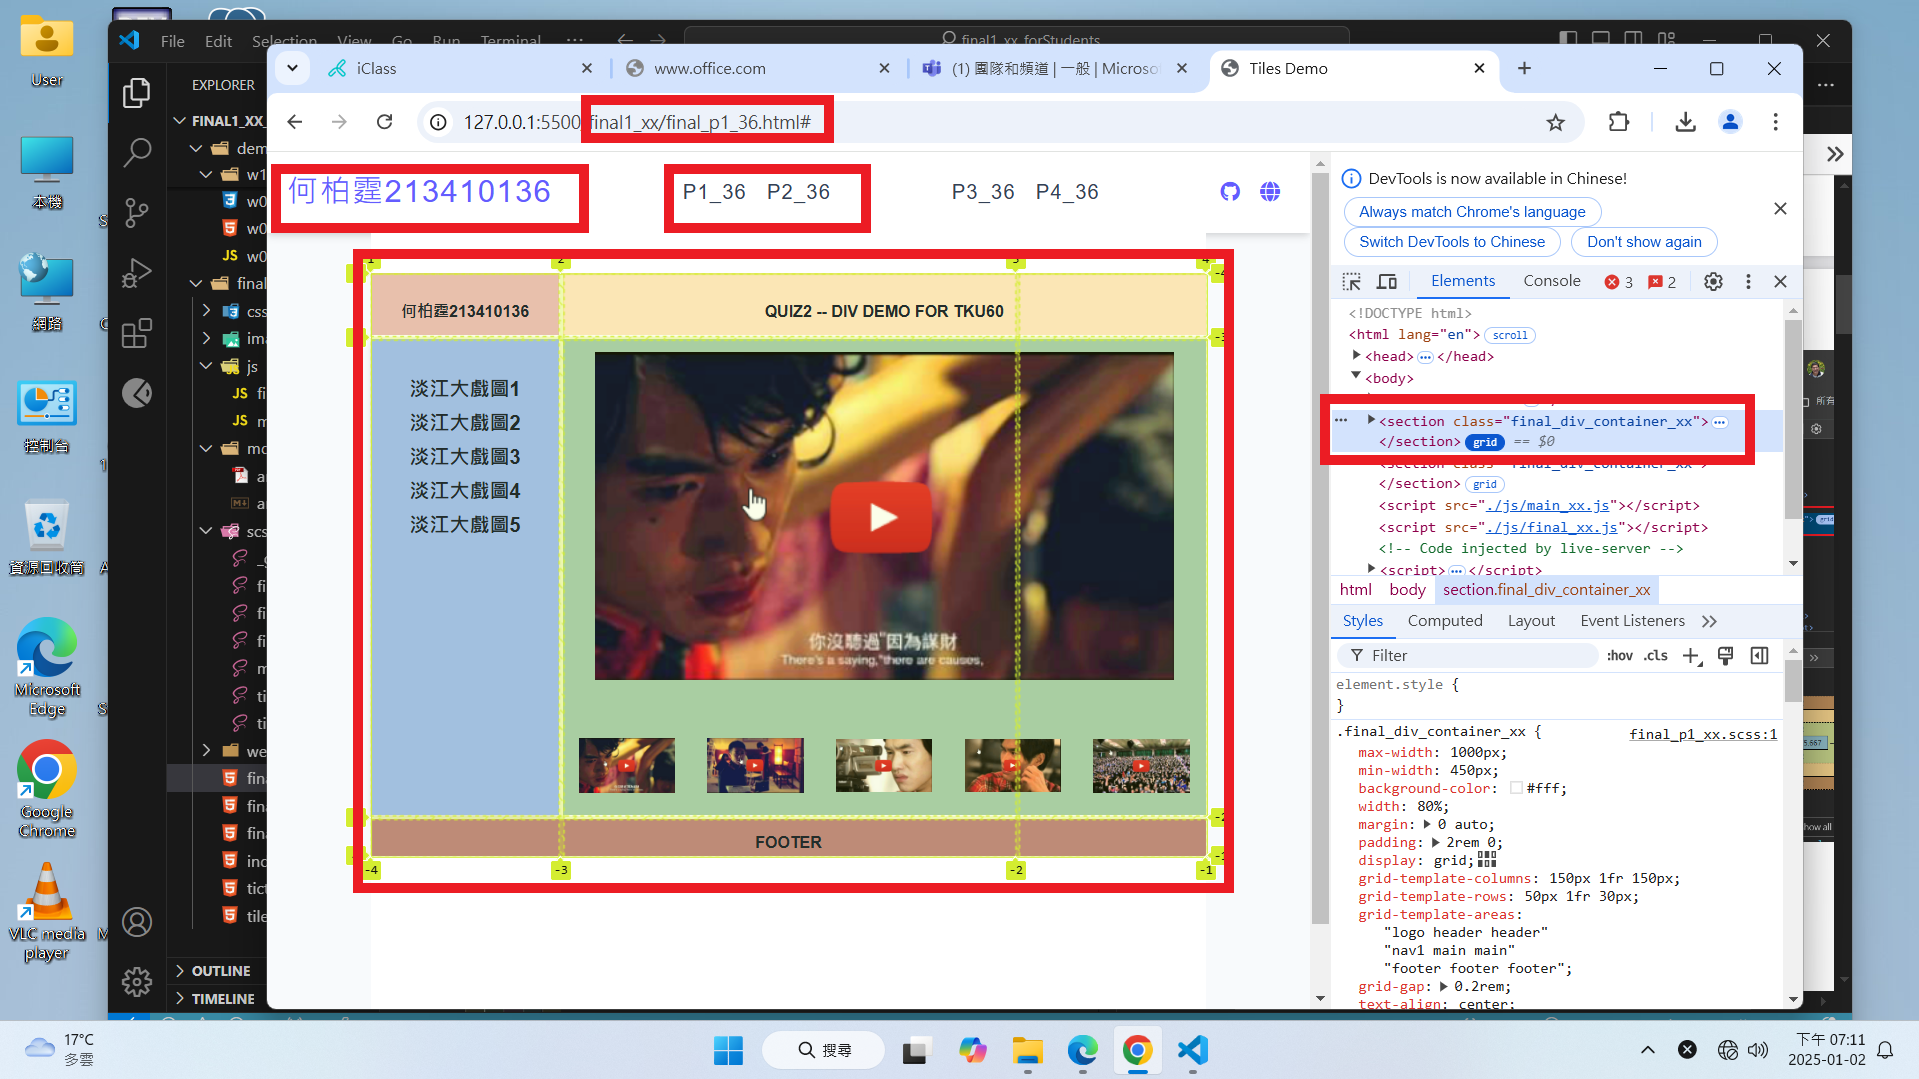 User
本機
網路
控制台
資源回收筒
Microsoft Edge
Google Chrome
VLC media player
File Edit Selection View Go Run Terminal ···
final1_xx_forStudents
EXPLORER
FINAL1_XX_
dem
w1
w0
w0
JS w0
final
css
ima
js
JS fi
JS m
mo
scs
we
fina
fina
fina
inc
tict
tile
OUTLINE
TIMELINE
iClass
www.office.com
(1) 團隊和頻道 | 一般 | Microso
Tiles Demo
127.0.0.1:5500/final1_xx/final_p1_36.html#
何柏霆213410136
P1_36 P2_36 P3_36 P4_36
1 2 3 4
何柏霆213410136
QUIZ2 -- DIV DEMO FOR TKU60
淡江大戲圖1
淡江大戲圖2
淡江大戲圖3
淡江大戲圖4
淡江大戲圖5
你沒聽過"因為謀財
There's a saying,"there are causes,
FOOTER
-4 -3 -2 -1
DevTools is now available in Chinese!
Always match Chrome's language
Switch DevTools to Chinese
Don't show again
Elements Console 3 2
<!DOCTYPE html>
<html lang="en"> scroll
<head> ··· </head>
<body>
··· <section class="final_div_container_xx"> ···
</section> grid == $0
<section class="final_div_container_xx">
</section> grid
<script src="./js/main_xx.js"></script>
<script src="./js/final_xx.js"></script>
<!-- Code injected by live-server -->
<script> ··· </script>
html body section.final_div_container_xx
Styles Computed Layout Event Listeners
Filter :hov .cls
element.style {
}
.final_div_container_xx { final_p1_xx.scss:1
max-width: 1000px;
min-width: 450px;
background-color: #fff;
width: 80%;
margin: 0 auto;
padding: 2rem 0;
display: grid;
grid-template-columns: 150px 1fr 150px;
grid-template-rows: 50px 1fr 30px;
grid-template-areas:
"logo header header"
"nav1 main main"
"footer footer footer";
grid-gap: 0.2rem;
text-align: center;
17°C
多雲
搜尋
下午 07:11
2025-01-02